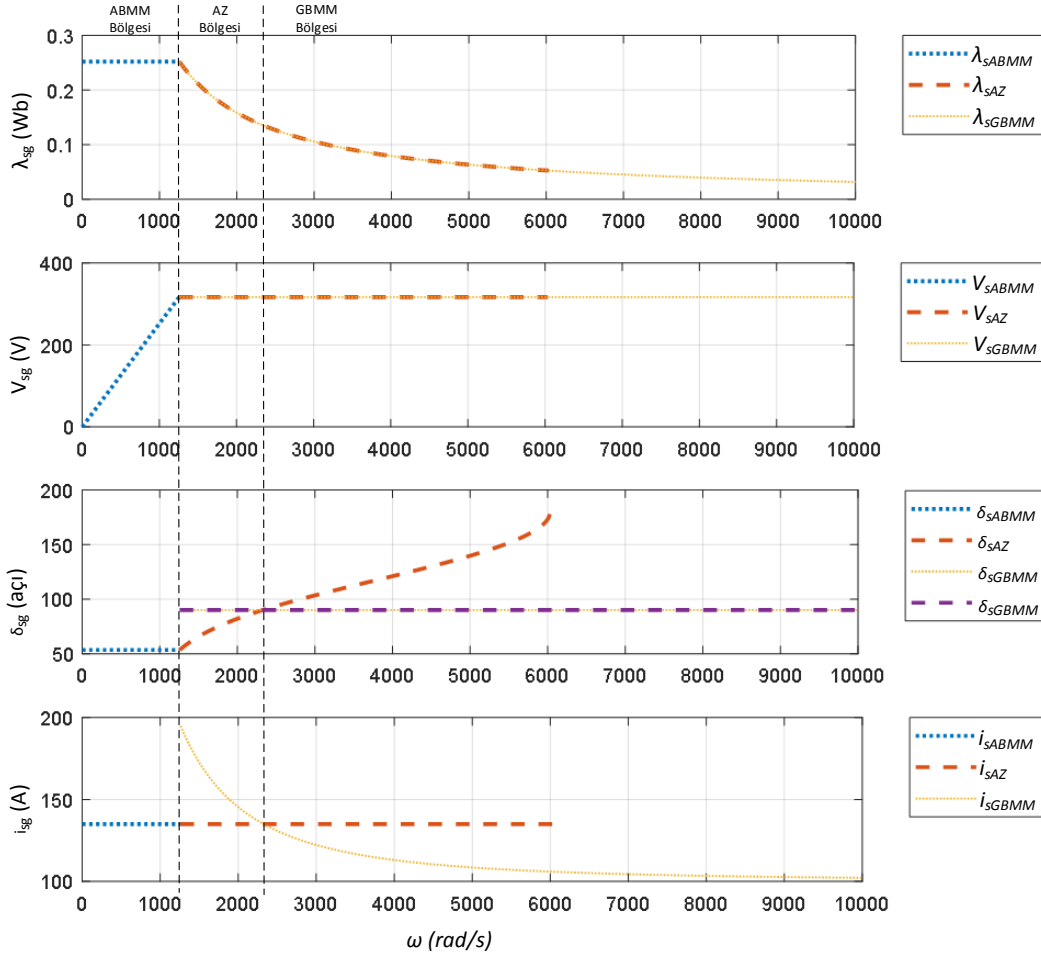 ABMM AZ GBMM
Bölgesi Bölgesi Bölgesi
0.3
0.2
0.1
0
λsg (Wb)
0 1000 2000 3000 4000 5000 6000 7000 8000 9000 10000
λsABMM
λsAZ
λsGBMM
400
200
0
Vsg (V)
0 1000 2000 3000 4000 5000 6000 7000 8000 9000 10000
VsABMM
VsAZ
VsGBMM
200
150
100
50
δsg (açı)
0 1000 2000 3000 4000 5000 6000 7000 8000 9000 10000
δsABMM
δsAZ
δsGBMM
δsGBMM
200
150
100
isg (A)
0 1000 2000 3000 4000 5000 6000 7000 8000 9000 10000
isABMM
isAZ
isGBMM
ω (rad/s)